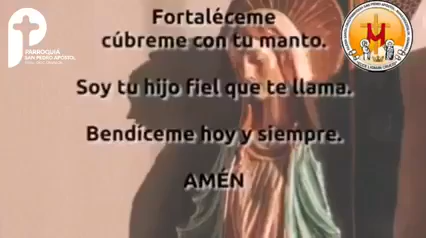 Fortaléceme
cúbreme con tu manto.
Soy tu hijo fiel que te llama.
Bendíceme hoy y siempre.
AMÉN
PARROQUIA
SAN PEDRO APÓSTOL